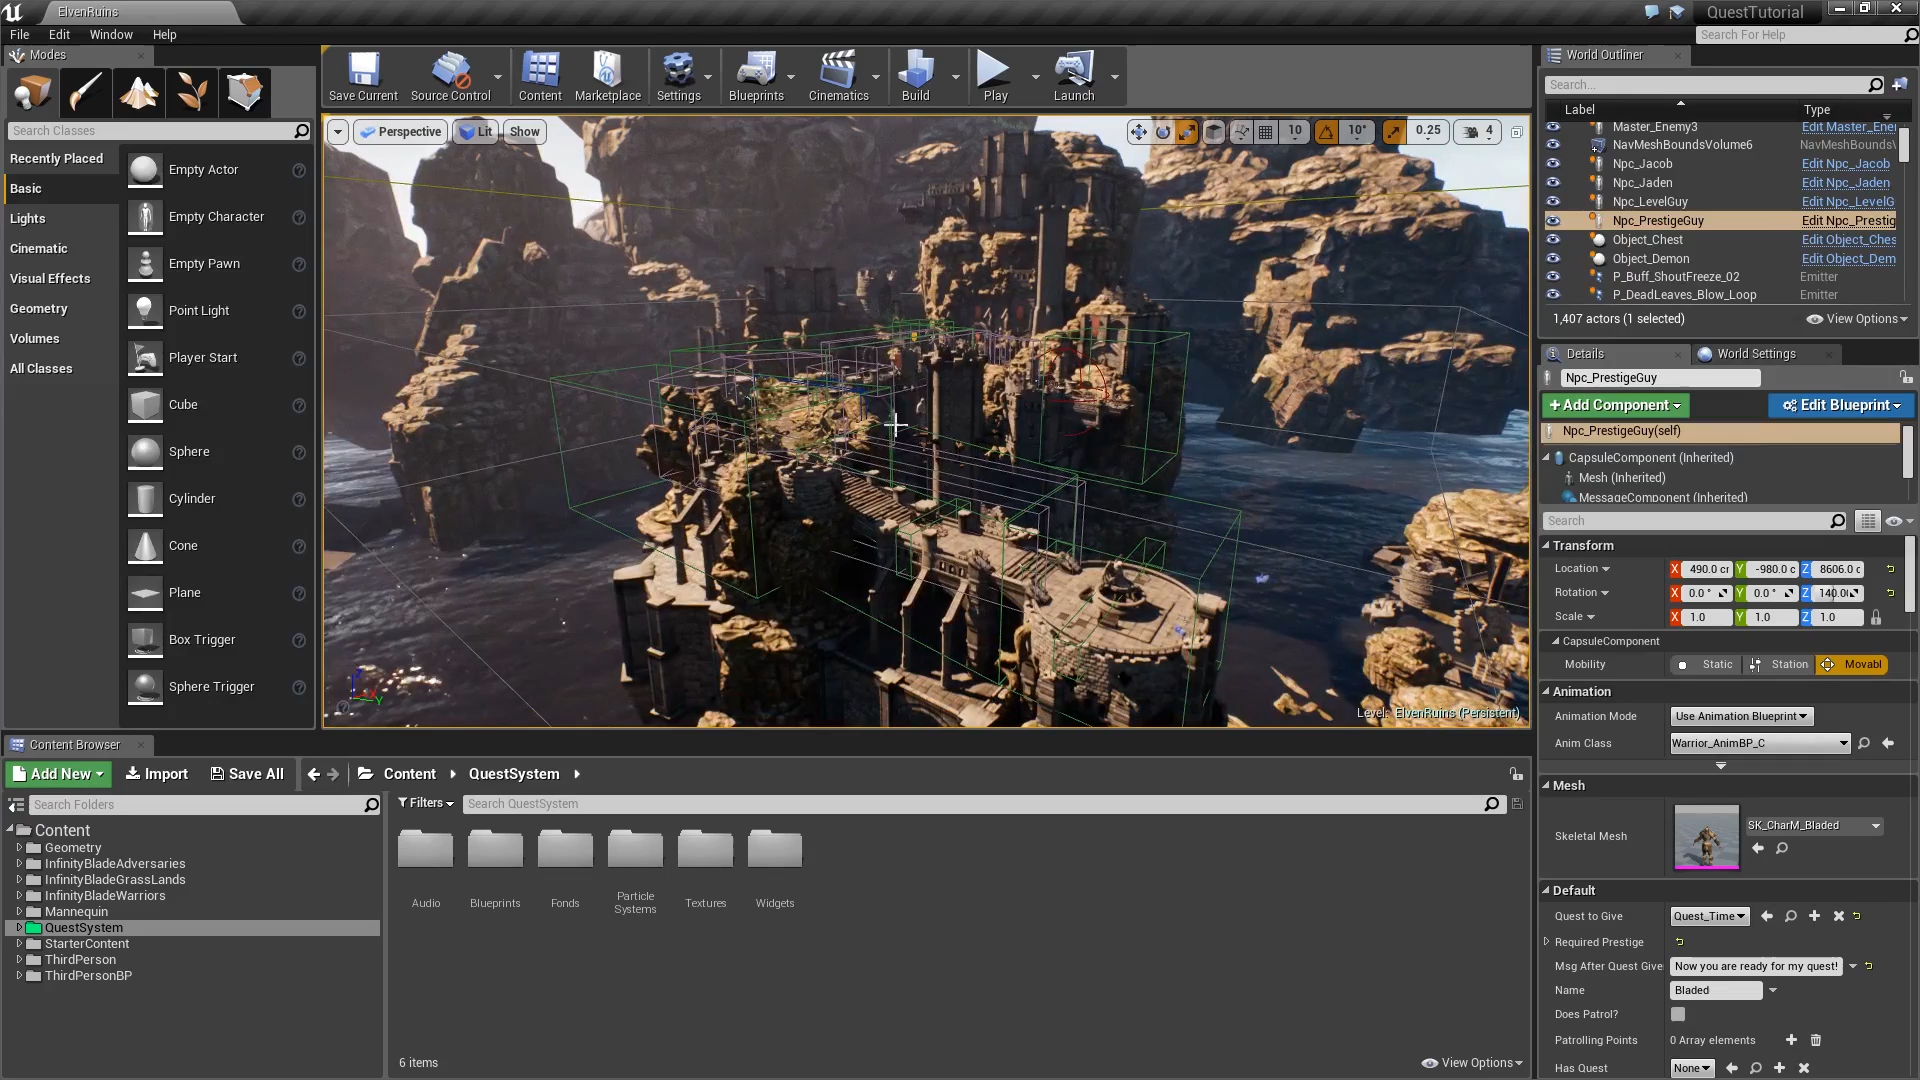 ElvenRuins
QuestTutorial
File Edit Window Help
Search For Help
Modes
Search Classes
Recently Placed
Basic
Lights
Cinematic
Visual Effects
Geometry
Volumes
All Classes
Empty Actor
Empty Character
Empty Pawn
Point Light
Player Start
Cube
Sphere
Cylinder
Cone
Plane
Box Trigger
Sphere Trigger
Save Current
Source Control
Content
Marketplace
Settings
Blueprints
Cinematics
Build
Play
Launch
Perspective
Lit
Show
10
10°
0.25
4
Level: ElvenRuins (Persistent)
World Outliner
Search...
Label Type
Master_Enemy3 Edit Master_Ene
NavMeshBoundsVolume6 NavMeshBounds\
Npc_Jacob Edit Npc_Jacob
Npc_Jaden Edit Npc_Jaden
Npc_LevelGuy Edit Npc_LevelG
Npc_PrestigeGuy Edit Npc_Prestig
Object_Chest Edit Object_Ches
Object_Demon Edit Object_Dem
P_Buff_ShoutFreeze_02 Emitter
P_DeadLeaves_Blow_Loop Emitter
1,407 actors (1 selected)
View Options
Details
World Settings
Npc_PrestigeGuy
+Add Component
Edit Blueprint
Npc_PrestigeGuy(self)
CapsuleComponent (Inherited)
Mesh (Inherited)
MessageComponent (Inherited)
Search
Transform
Location X 490.0 cr Y -980.0 c Z 8606.0 c
Rotation X 0.0 ° Y 0.0 ° Z 140.0(
Scale X 1.0 Y 1.0 Z 1.0
CapsuleComponent
Mobility Static Station Movabl
Animation
Animation Mode Use Animation Blueprint
Anim Class Warrior_AnimBP_C
Mesh
Skeletal Mesh SK_CharM_Bladed
Default
Quest to Give Quest_Time
Required Prestige
Msg After Quest Give Now you are ready for my quest!
Name Bladed
Does Patrol?
Patrolling Points 0 Array elements
Has Quest None
Content Browser
Add New
Import
Save All
Content
QuestSystem
Search Folders
Filters
Search QuestSystem
Content
Geometry
InfinityBladeAdversaries
InfinityBladeGrassLands
InfinityBladeWarriors
Mannequin
QuestSystem
StarterContent
ThirdPerson
ThirdPersonBP
Audio
Blueprints
Fonds
Particle
Systems
Textures
Widgets
6 items
View Options